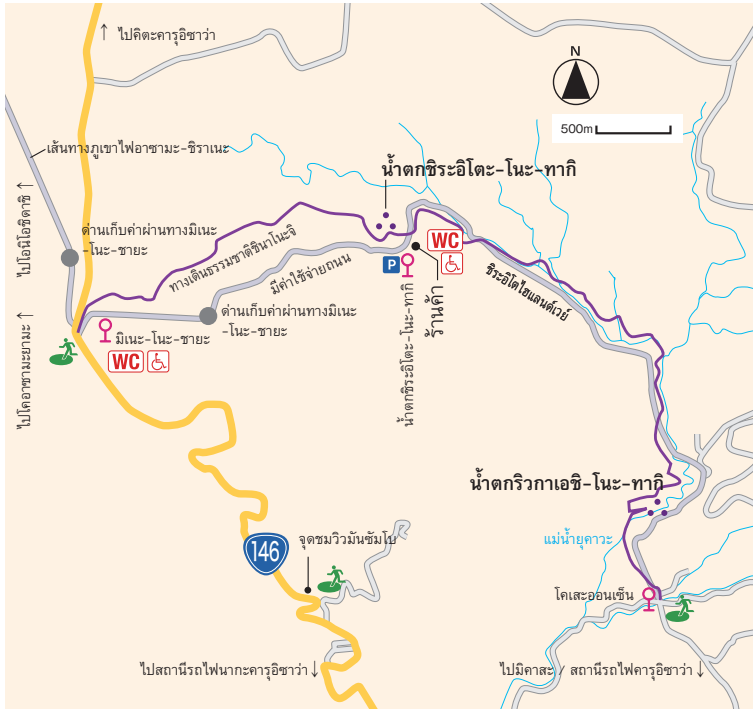 ↑ ไปคิตะคารุอิซาว่า
N
500m
เส้นทางภูเขาไฟอาซามะ-ชิราเนะ
น้ำตกชิระอิโตะ-โนะ-ทากิ
ไปโอนิโอชิดาชิ ↑
ด่านเก็บค่าผ่านทางมิเนะ
-โนะ-ชายะ
ทางเดินธรรมชาติชินาโนะจิ
มีค่าใช้จ่ายถนน
P
WC
ร้านค้า
น้ำตกชิระอิโตะ-โนะ-ทากิ
ชิระอิโตไฮแลนด์เวย์
ไปโคอาซามะยามะ ↑
มิเนะ-โนะ-ชายะ
WC
ด่านเก็บค่าผ่านทางมิเนะ
-โนะ-ชายะ
น้ำตกริวกาเอชิ-โนะ-ทากิ
146
จุดชมวิวมันซัมโบ
แม่น้ำยุคาวะ
โคเสะออนเซ็น
ไปสถานีรถไฟนากะคารุอิซาว่า ↓
ไปมิคาสะ / สถานีรถไฟคารุอิซาว่า ↓